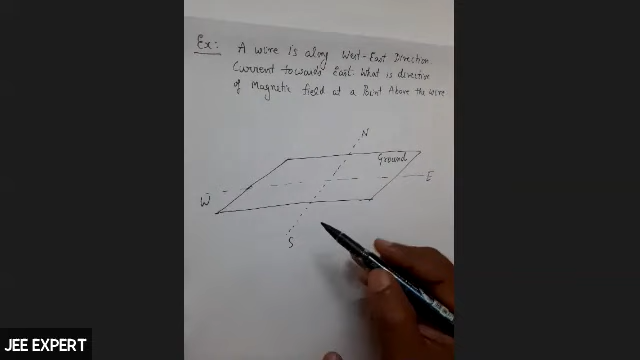 Ex: A wire is along West-East Direction.
Current towards East. What is directive
of Magnetic field at a Point Above the wire
N
Ground
E
W
S
JEE EXPERT